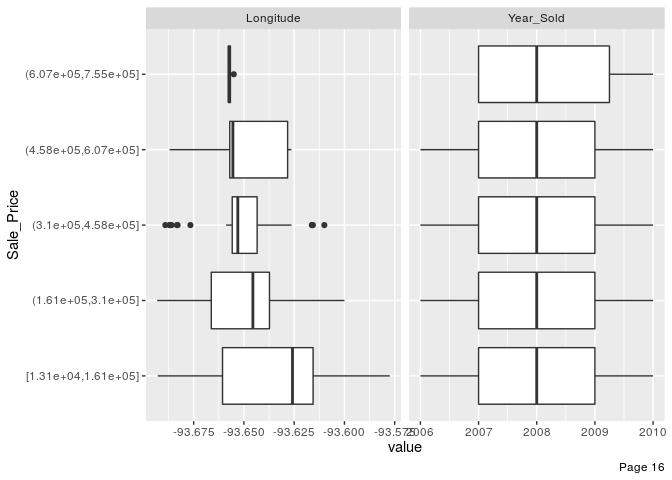 Longitude Year_Sold
Sale_Price
(6.07e+05,7.55e+05]
(4.58e+05,6.07e+05]
(3.1e+05,4.58e+05]
(1.61e+05,3.1e+05]
[1.31e+04,1.61e+05]
-93.675 -93.650 -93.625 -93.600 -93.575 2006 2007 2008 2009 2010
value
Page 16